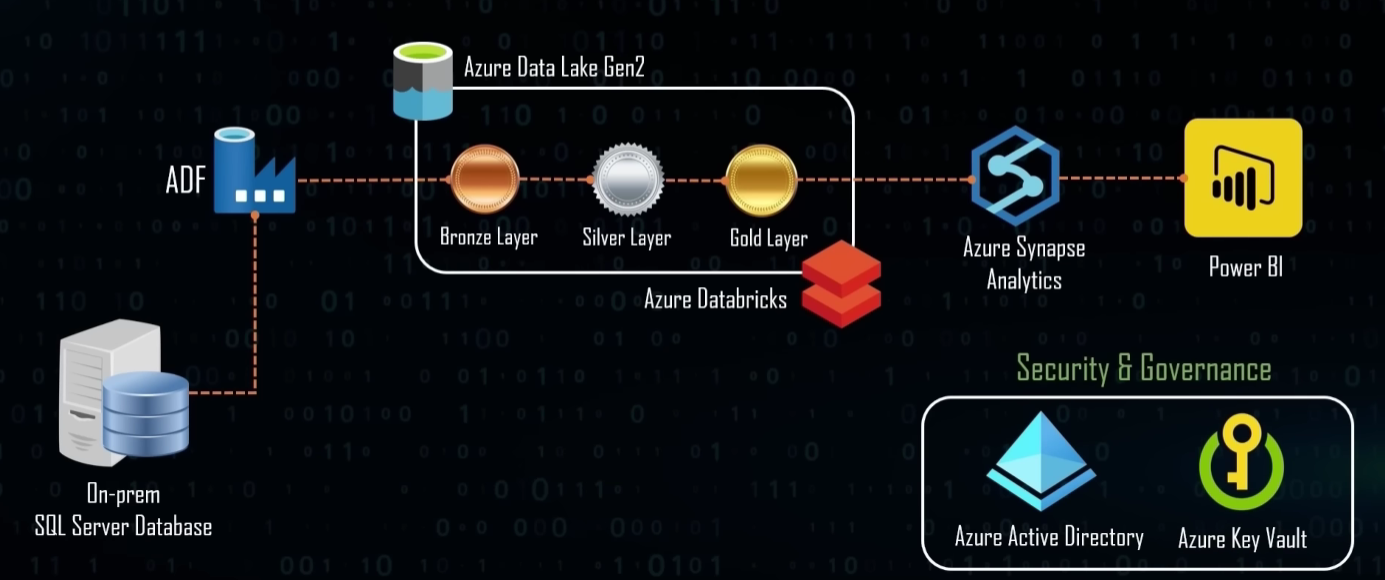 Azure Data Lake Gen2
ADF
Bronze Layer
Silver Layer
Gold Layer
Azure Databricks
Azure Synapse
Analytics
Power BI
On-prem
SQL Server Database
Security & Governance
Azure Active Directory
Azure Key Vault